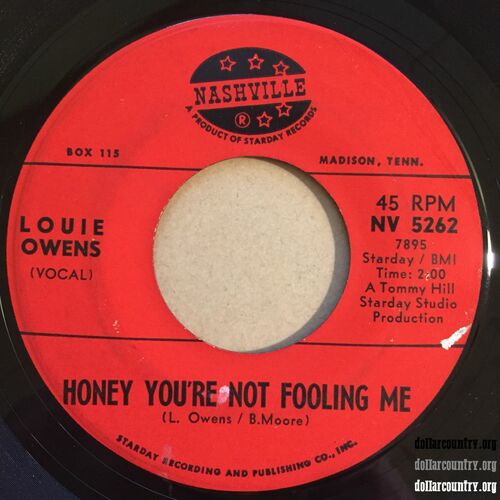 NASHVILLE
®
A PRODUCT OF STARDAY RECORDS
BOX 115
MADISON, TENN.
LOUIE
OWENS
(VOCAL)
45 RPM
NV 5262
7895
Starday / BMI
Time: 2:00
A Tommy Hill
Starday Studio
Production
HONEY YOU'RE NOT FOOLING ME
(L. Owens / B.Moore)
STARDAY RECORDING AND PUBLISHING CO., INC.
dollarcountry.org
dollarcountry.org
dollarcountry.org